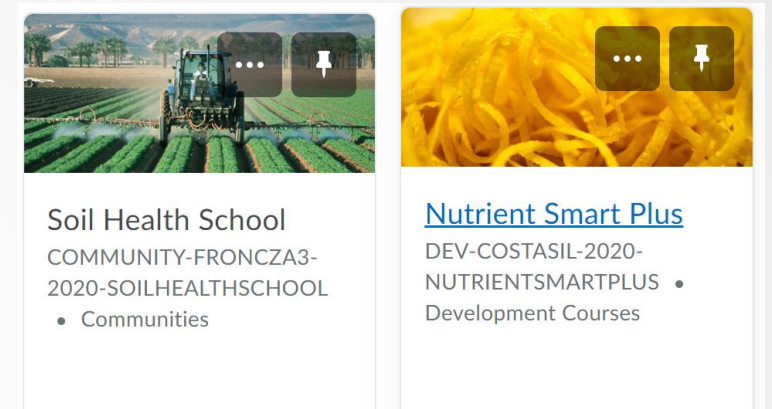 Soil Health School
COMMUNITY-FRONCZA3-
2020-SOILHEALTHSCHOOL
• Communities
Nutrient Smart Plus
DEV-COSTASIL-2020-
NUTRIENTSMARTPLUS •
Development Courses